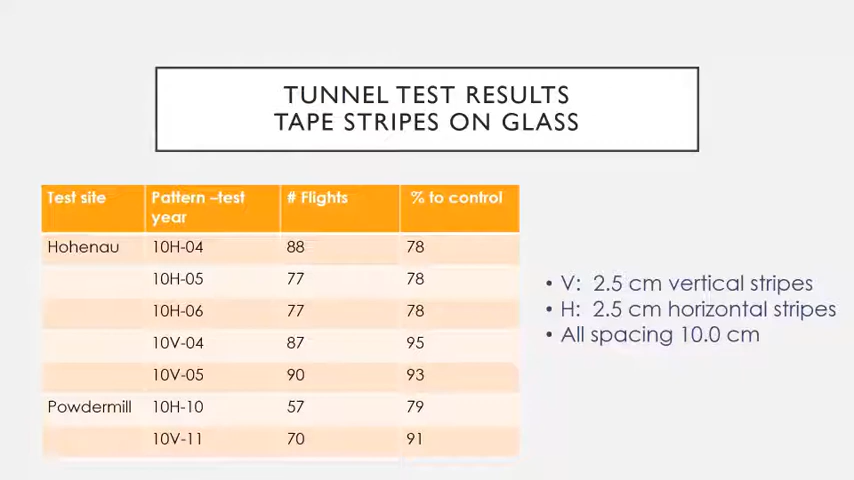 TUNNEL TEST RESULTS
TAPE STRIPES ON GLASS
Test site Pattern –test year # Flights % to control
Hohenau 10H-04 88 78
10H-05 77 78
10H-06 77 78
10V-04 87 95
10V-05 90 93
Powdermill 10H-10 57 79
10V-11 70 91
• V: 2.5 cm vertical stripes
• H: 2.5 cm horizontal stripes
• All spacing 10.0 cm